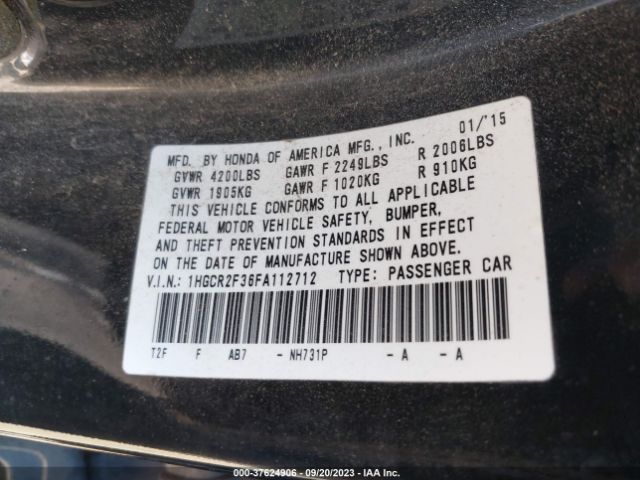 MFD. BY HONDA OF AMERICA MFG., INC. 01/'15
GVWR 4200LBS GAWR F 2249LBS R 2006LBS
GVWR 1905KG GAWR F 1020KG R 910KG
THIS VEHICLE CONFORMS TO ALL APPLICABLE
FEDERAL MOTOR VEHICLE SAFETY, BUMPER,
AND THEFT PREVENTION STANDARDS IN EFFECT
ON THE DATE OF MANUFACTURE SHOWN ABOVE.
V.I.N.: 1HGCR2F36FA112712 TYPE: PASSENGER CAR
T2F F AB7 - NH731P - A - A
000-37624906 - 09/20/2023 - IAA Inc.